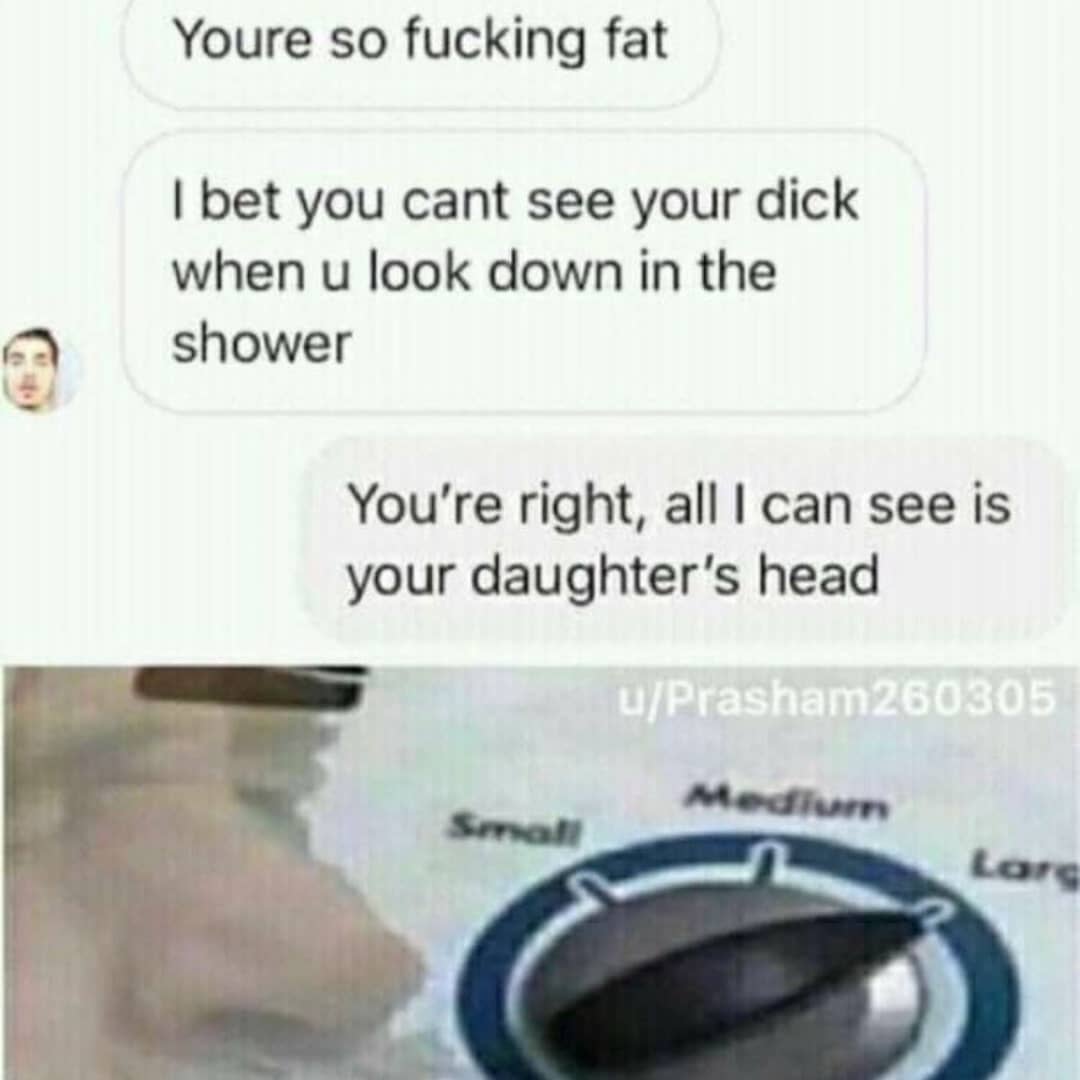 Youre so fucking fat
I bet you cant see your dick
when u look down in the
shower
You're right, all I can see is
your daughter's head
u/Prasham260305
Medium
Small
Larg